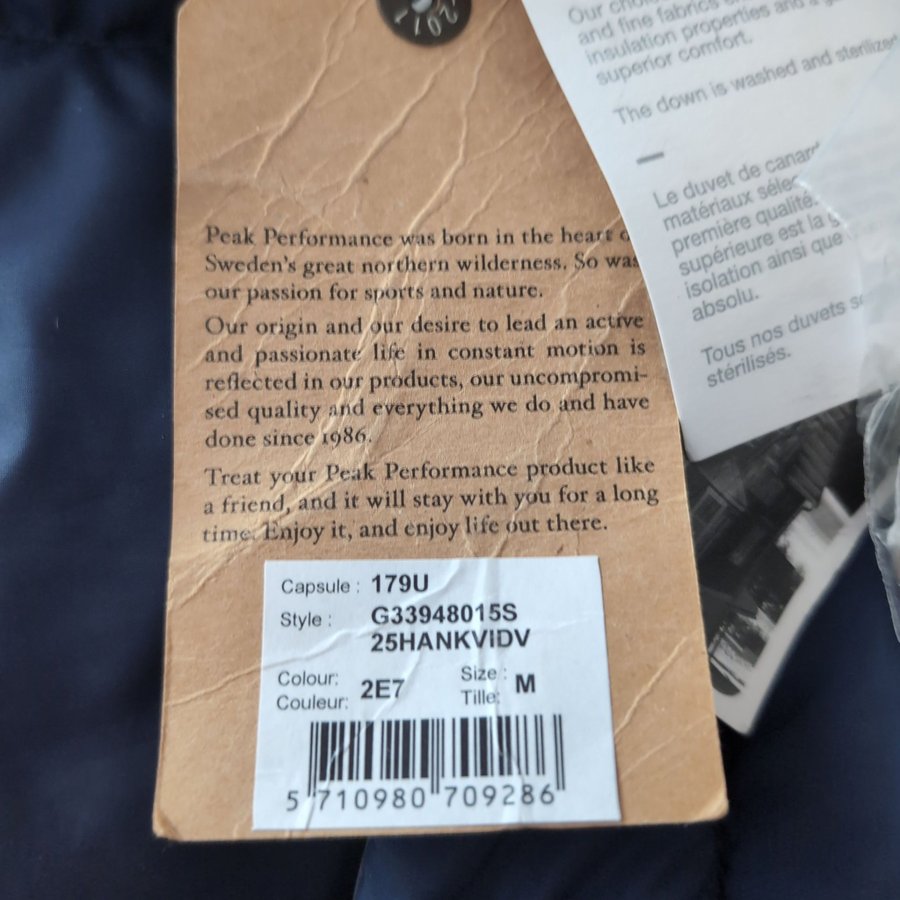 2017
Peak Performance was born in the heart
Sweden's great northern wilderness. So was
our passion for sports and nature.
Our origin and our desire to lead an active
and passionate life in constant motion is
reflected in our products, our uncompromi-
sed quality and everything we do and have
done since 1986.
Treat your Peak Performance product like
a friend, and it will stay with you for a long
time. Enjoy it, and enjoy life out there.
Capsule : 179U
Style : G33948015S
25HANKVIDV
Colour:
Couleur: 2E7
Size :
Tille: M
5 710980 709286
Our
and fine fabrics
insulation properties and a
superior comfort.
The down is washed and sterilized
—
Le duvet de canard
matériaux
première qualité.
supérieure est la
isolation ainsi que
absolu.
Tous nos duvets
stérilisés.